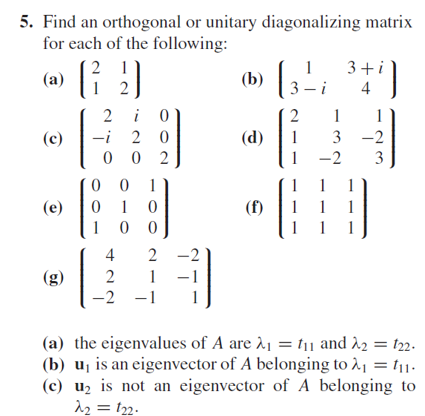 5. Find an orthogonal or unitary diagonalizing matrix
for each of the following:
(a) ( 2 1
1 2 )
(b) ( 1 3 + i
3 − i 4 )
(c) ( 2 i 0
−i 2 0
0 0 2 )
(d) ( 2 1 1
1 3 −2
1 −2 3 )
(e) ( 0 0 1
0 1 0
1 0 0 )
(f) ( 1 1 1
1 1 1
1 1 1 )
(g) ( 4 2 −2
2 1 −1
−2 −1 1 )
(a) the eigenvalues of A are λ₁ = t₁₁ and λ₂ = t₂₂.
(b) u₁ is an eigenvector of A belonging to λ₁ = t₁₁.
(c) u₂ is not an eigenvector of A belonging to
λ₂ = t₂₂.